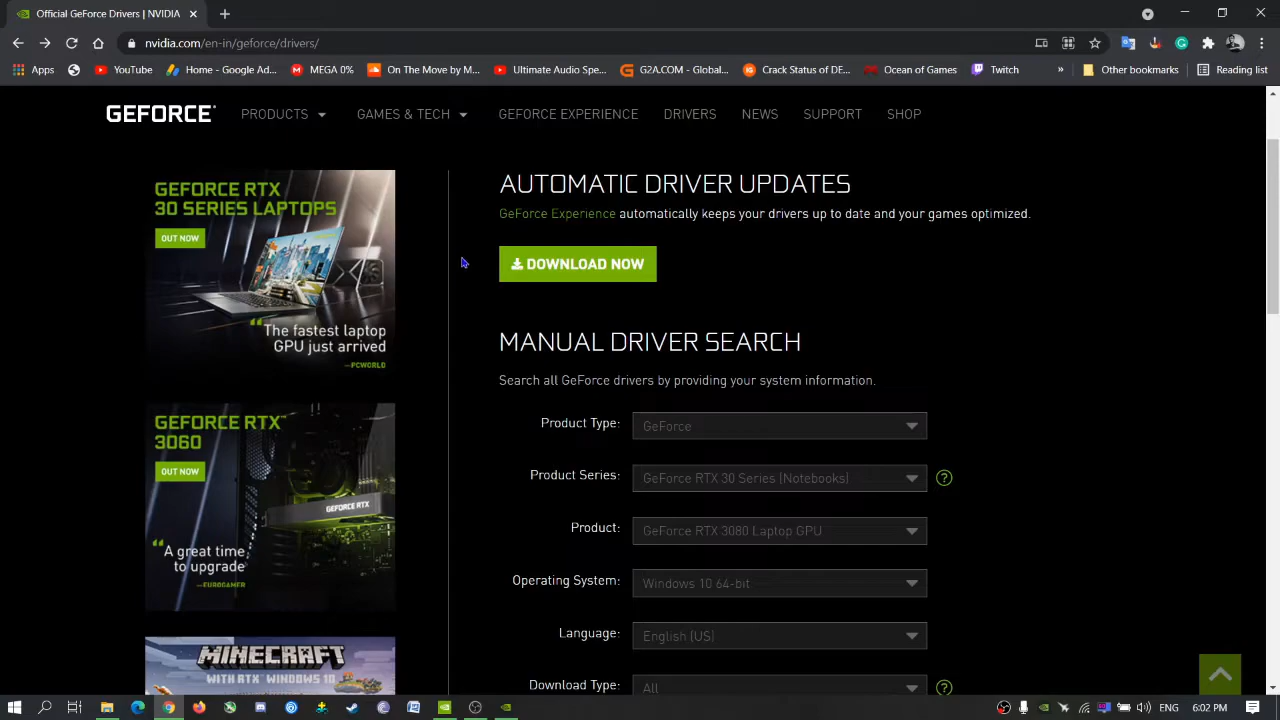 Official GeForce Drivers | NVIDIA
nvidia.com/en-in/geforce/drivers/
Apps
YouTube
Home - Google Ad...
MEGA 0%
On The Move by M...
Ultimate Audio Spe...
G2A.COM - Global...
Crack Status of DE...
Ocean of Games
Twitch
»
Other bookmarks
Reading list
GEFORCE
PRODUCTS
GAMES & TECH
GEFORCE EXPERIENCE
DRIVERS
NEWS
SUPPORT
SHOP
GEFORCE RTX
30 SERIES LAPTOPS
OUT NOW
“The fastest laptop
GPU just arrived
—PCWORLD
GEFORCE RTX™
3060
OUT NOW
GEFORCE RTX
“A great time
to upgrade
—EUROGAMER
MINECRAFT
WITH RTX™ WINDOWS 10
AUTOMATIC DRIVER UPDATES
GeForce Experience automatically keeps your drivers up to date and your games optimized.
DOWNLOAD NOW
MANUAL DRIVER SEARCH
Search all GeForce drivers by providing your system information.
Product Type: GeForce
Product Series: GeForce RTX 30 Series (Notebooks) ?
Product: GeForce RTX 3080 Laptop GPU
Operating System: Windows 10 64-bit
Language: English (US)
Download Type: All ?
ENG
6:02 PM